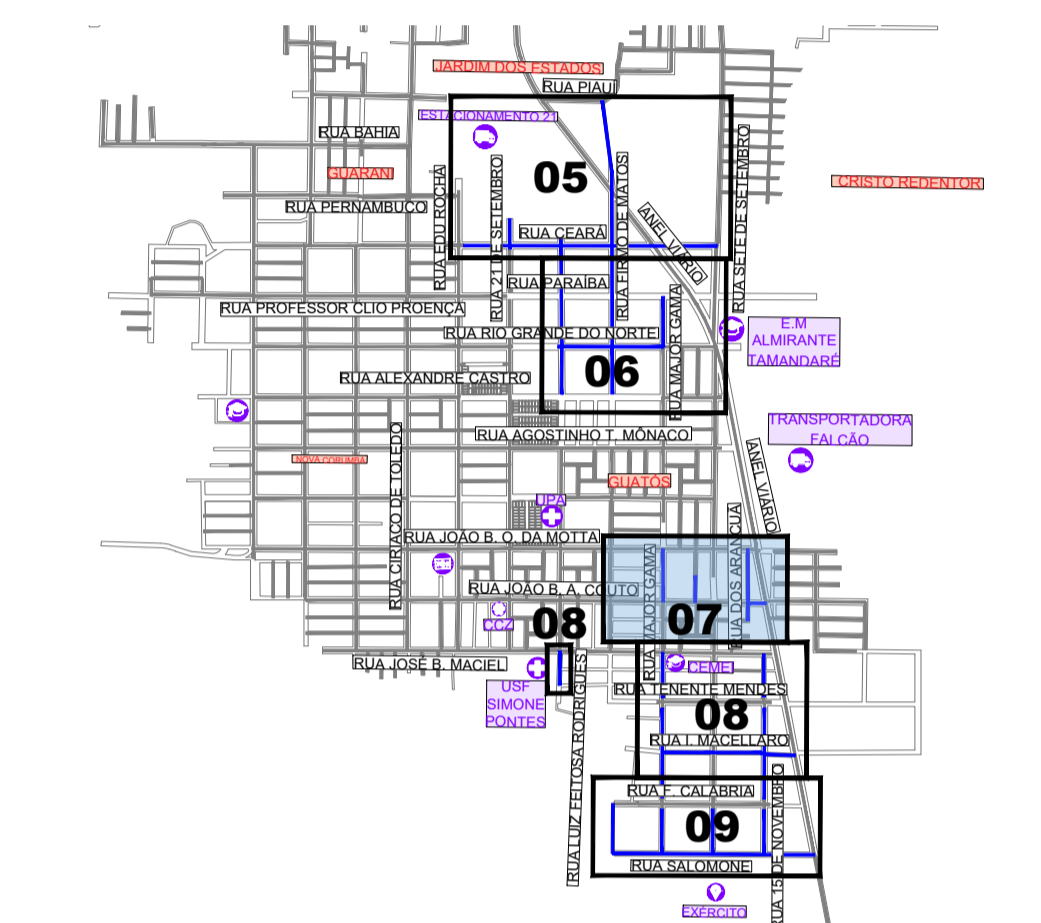 JARDIM DOS ESTADOS
RUA PIAUÍ
ESTACIONAMENTO 21
RUA BAHIA
GUARANI
05
CRISTO REDENTOR
RUA PERNAMBUCO
RUA EDU ROCHA
RUA 21 DE SETEMBRO
RUA FIRMO DE MATOS
RUA SETE DE SETEMBRO
RUA CEARÁ
ANEL VIÁRIO
RUA PARAÍBA
RUA PROFESSOR CLIO PROENÇA
RUA RIO GRANDE DO NORTE
RUA MAJOR GAMA
E.M
ALMIRANTE
TAMANDARÉ
06
RUA ALEXANDRE CASTRO
TRANSPORTADORA
FALCÃO
RUA AGOSTINHO T. MÔNACO
NOVA CORUMBÁ
RUA CIRÍACO DE TOLEDO
GUATÓS
ANEL VIÁRIO
UPA
RUA JOÃO B. O. DA MOTTA
RUA JOÃO B. A. COUTO
RUA MAJOR GAMA
RUA DOS ARANCUÃ
07
CCZ
08
RUA JOSÉ B. MACIEL
CEMEI
USF
SIMONE
PONTES
RUA LUIZ FEITOSA RODRIGUES
RUA TENENTE MENDES
08
RUA I. MACELLARO
RUA F. CALÁBRIA
09
RUA 15 DE NOVEMBRO
RUA SALOMONE
EXÉRCITO